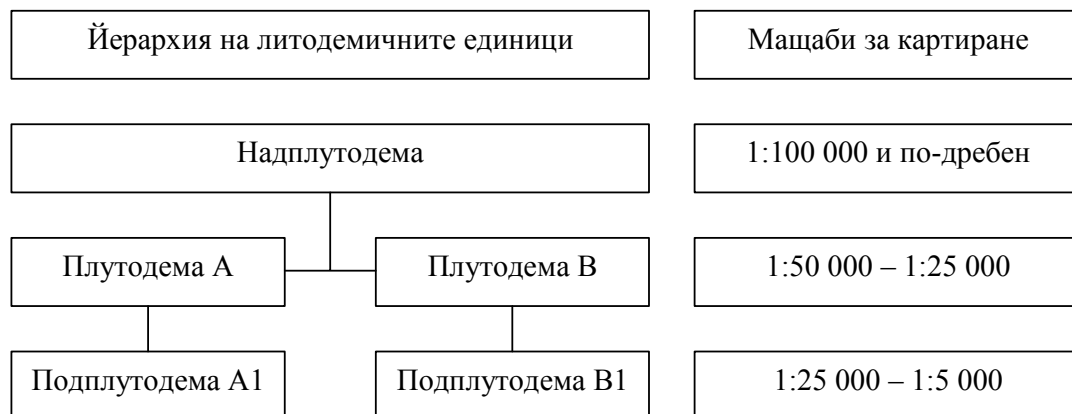 Йерархия на литодемичните единици
Мащаби за картиране
Надплутодема
1:100 000 и по-дребен
Плутодема А
Плутодема В
1:50 000 – 1:25 000
Подплутодема А1
Подплутодема В1
1:25 000 – 1:5 000